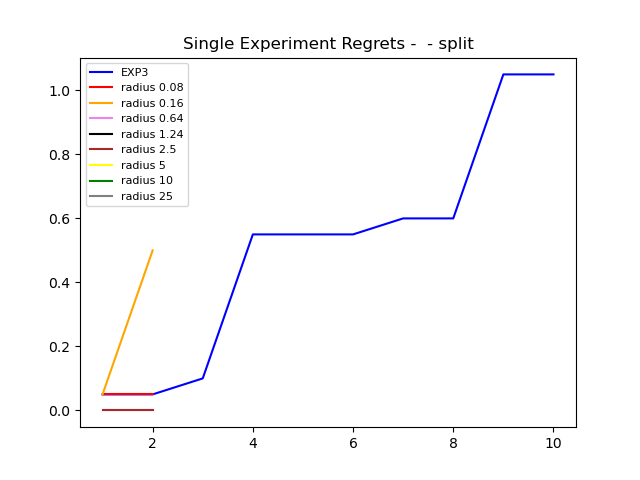 Single Experiment Regrets -  - split
EXP3
radius 0.08
radius 0.16
radius 0.64
radius 1.24
radius 2.5
radius 5
radius 10
radius 25
1.0
0.8
0.6
0.4
0.2
0.0
2 4 6 8 10